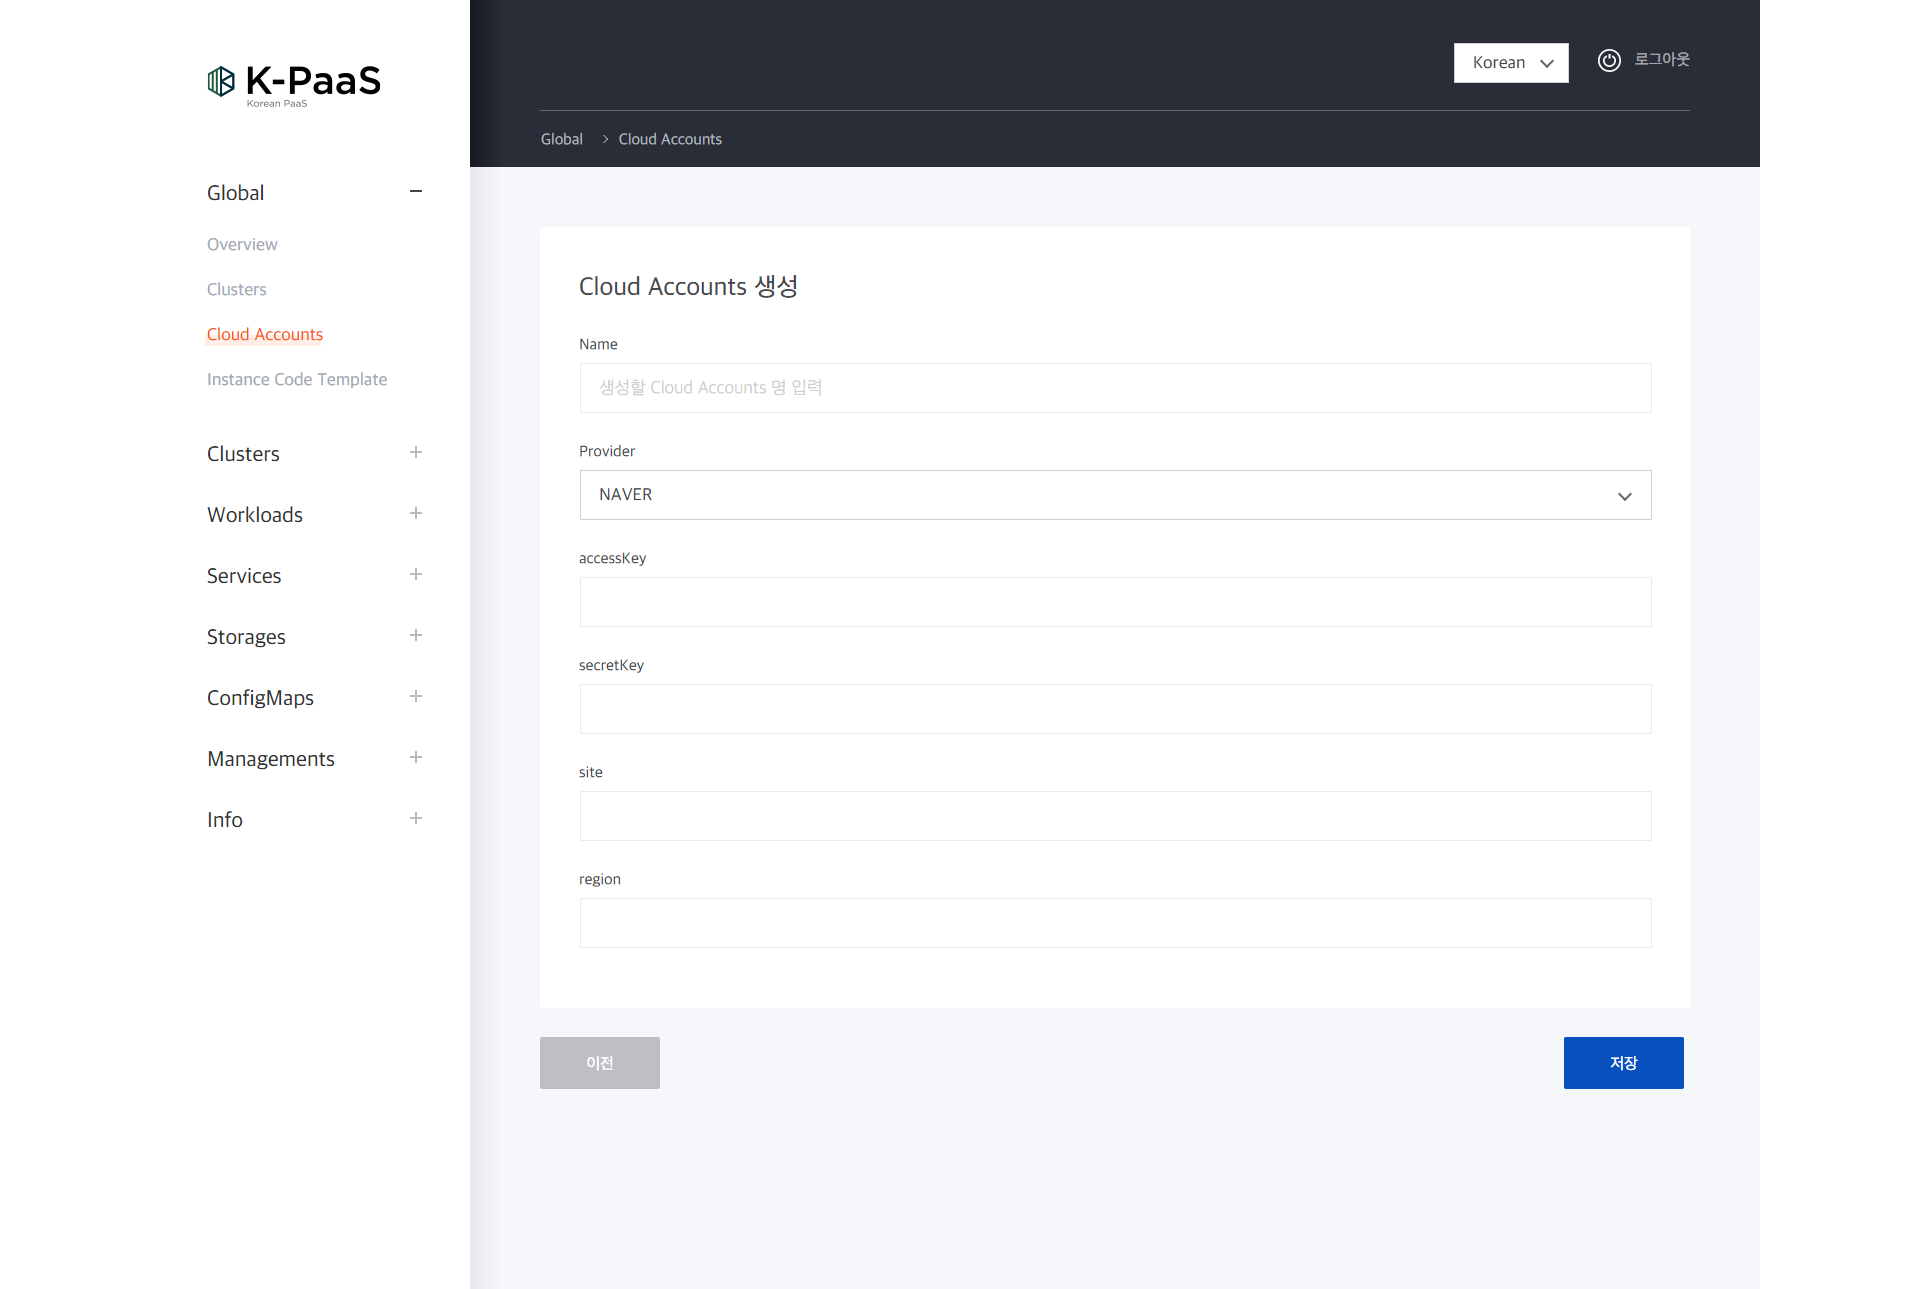 K-PaaS
Korean PaaS
Korean
로그아웃
Global
Cloud Accounts
Global
Overview
Clusters
Cloud Accounts
Instance Code Template
Clusters
Workloads
Services
Storages
ConfigMaps
Managements
Info
Cloud Accounts 생성
Name
생성할 Cloud Accounts 명 입력
Provider
NAVER
accessKey
secretKey
site
region
이전
저장